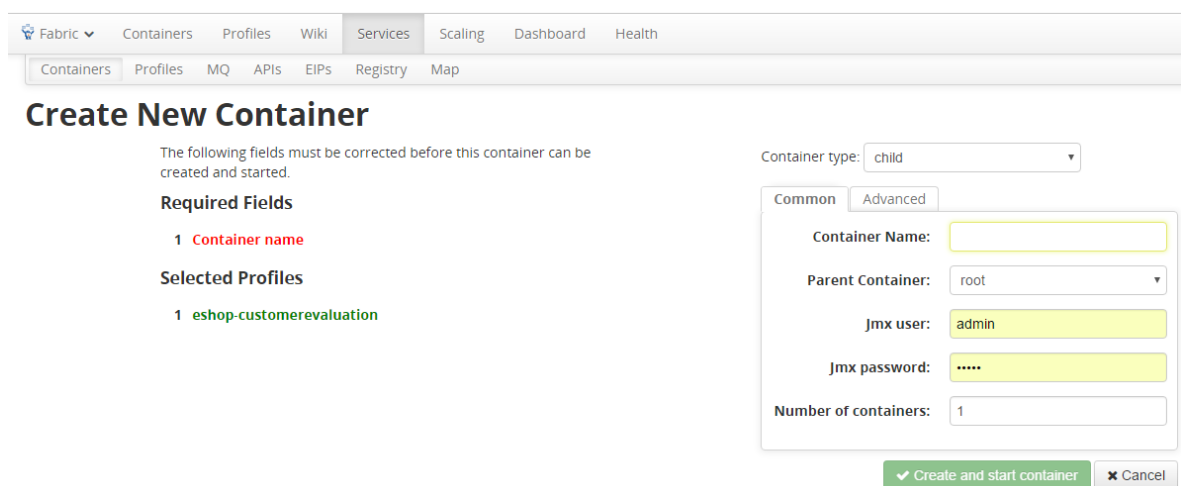 Fabric Containers Profiles Wiki Services Scaling Dashboard Health
Containers Profiles MQ APIs EIPs Registry Map
Create New Container
The following fields must be corrected before this container can be
created and started.
Required Fields
1 Container name
Selected Profiles
1 eshop-customerevaluation
Container type: child
Common Advanced
Container Name:
Parent Container: root
Jmx user: admin
Jmx password: •••••
Number of containers: 1
Create and start container Cancel